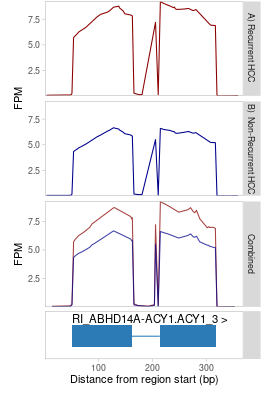 7.5
5.0
2.5
A) Recurrent HCC
FPM
7.5
5.0
2.5
B) Non-Recurrent HCC
7.5
5.0
2.5
FPM
Combined
RI_ABHD14A-ACY1.ACY1_3 >
100 200 300
Distance from region start (bp)